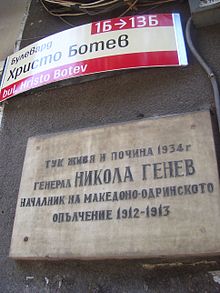 1Б→13Б
Булевард
Христо Ботев
bul. Hristo Botev
ТУК ЖИВЯ И ПОЧИНА 1934г
ГЕНЕРАЛ НИКОЛА ГЕНЕВ
НАЧАЛНИК НА МАКЕДОНО-ОДРИНСКОТО
ОПЪЛЧЕНИЕ 1912-1913